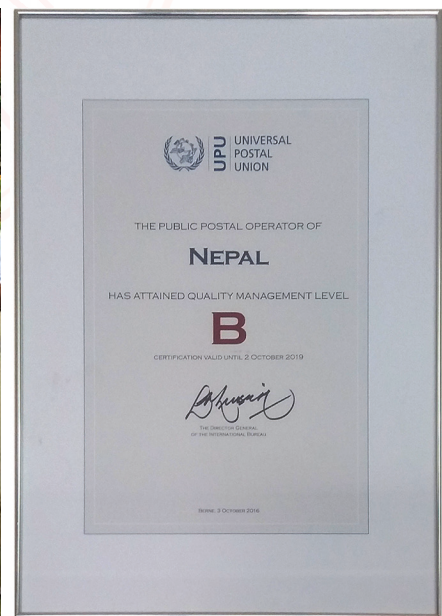 UPU
UNIVERSAL
POSTAL
UNION
THE PUBLIC POSTAL OPERATOR OF
NEPAL
HAS ATTAINED QUALITY MANAGEMENT LEVEL
B
CERTIFICATION VALID UNTIL 2 OCTOBER 2019
THE DIRECTOR GENERAL
OF THE INTERNATIONAL BUREAU
BERNE, 3 OCTOBER 2016